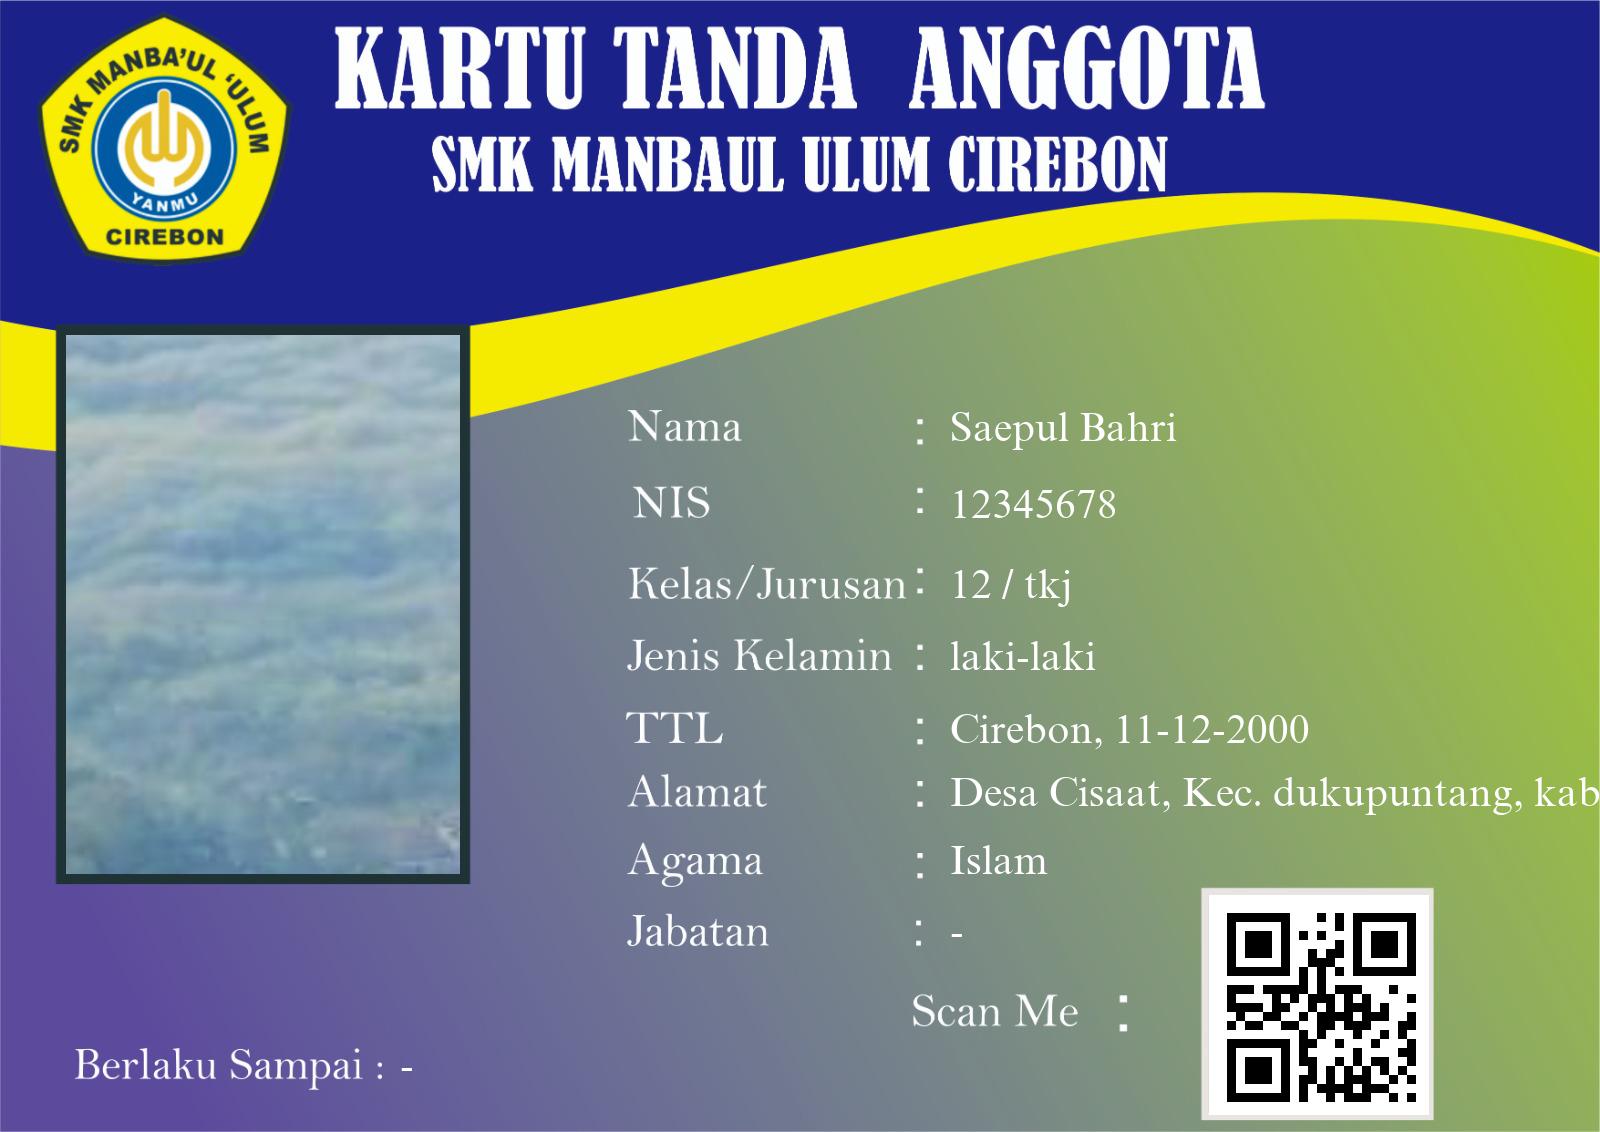 SMK MANBA'UL 'ULUM
YANMU
CIREBON
KARTU TANDA ANGGOTA
SMK MANBAUL ULUM CIREBON
Nama : Saepul Bahri
NIS : 12345678
Kelas/Jurusan : 12 / tkj
Jenis Kelamin : laki-laki
TTL : Cirebon, 11-12-2000
Alamat : Desa Cisaat, Kec. dukupuntang, kab
Agama : Islam
Jabatan : -
Scan Me :
Berlaku Sampai : -